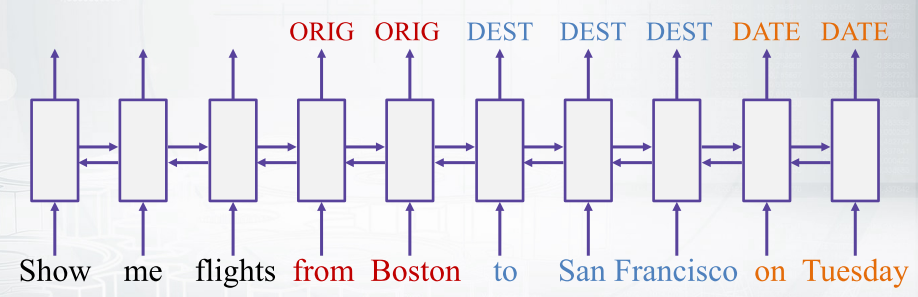 ORIG ORIG DEST DEST DEST DATE DATE
Show me flights from Boston to San Francisco on Tuesday